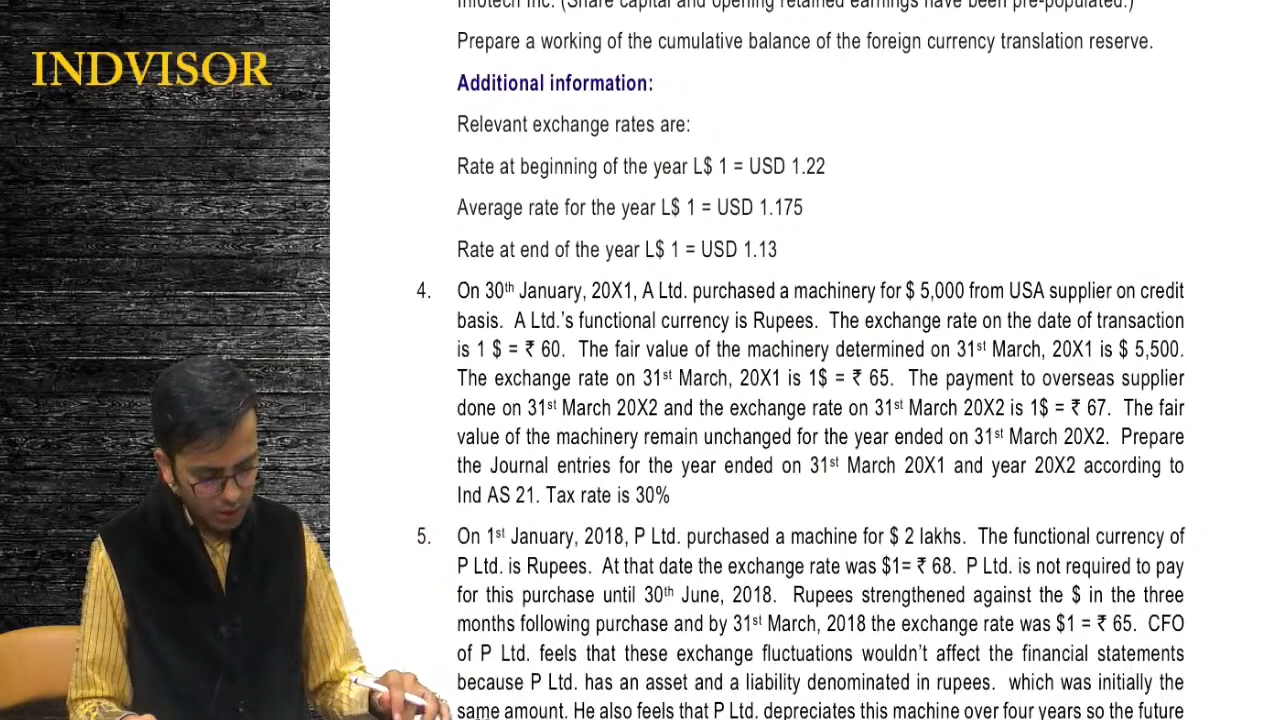 Infotech Inc. (Share capital and opening retained earnings have been pre-populated.)
INDVISOR
Prepare a working of the cumulative balance of the foreign currency translation reserve.
Additional information:
Relevant exchange rates are:
Rate at beginning of the year L$ 1 = USD 1.22
Average rate for the year L$ 1 = USD 1.175
Rate at end of the year L$ 1 = USD 1.13
4. On 30th January, 20X1, A Ltd. purchased a machinery for $ 5,000 from USA supplier on credit
basis. A Ltd.'s functional currency is Rupees. The exchange rate on the date of transaction
is 1 $ = ₹ 60. The fair value of the machinery determined on 31st March, 20X1 is $ 5,500.
The exchange rate on 31st March, 20X1 is 1$ = ₹ 65. The payment to overseas supplier
done on 31st March 20X2 and the exchange rate on 31st March 20X2 is 1$ = ₹ 67. The fair
value of the machinery remain unchanged for the year ended on 31st March 20X2. Prepare
the Journal entries for the year ended on 31st March 20X1 and year 20X2 according to
Ind AS 21. Tax rate is 30%
5. On 1st January, 2018, P Ltd. purchased a machine for $ 2 lakhs. The functional currency of
P Ltd. is Rupees. At that date the exchange rate was $1= ₹ 68. P Ltd. is not required to pay
for this purchase until 30th June, 2018. Rupees strengthened against the $ in the three
months following purchase and by 31st March, 2018 the exchange rate was $1 = ₹ 65. CFO
of P Ltd. feels that these exchange fluctuations wouldn't affect the financial statements
because P Ltd. has an asset and a liability denominated in rupees. which was initially the
same amount. He also feels that P Ltd. depreciates this machine over four years so the future